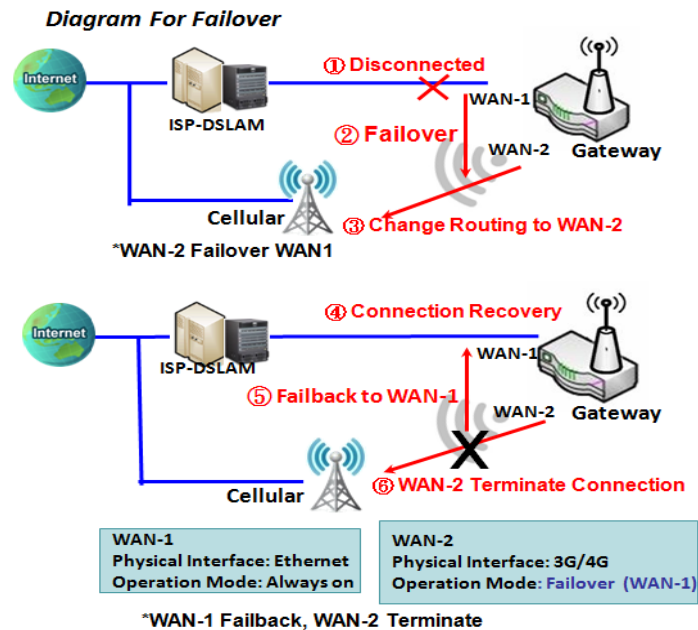 Diagram For Failover
① Disconnected
Internet
WAN-1
ISP-DSLAM
② Failover
WAN-2
Gateway
Cellular
③ Change Routing to WAN-2
*WAN-2 Failover WAN1
④ Connection Recovery
Internet
WAN-1
ISP-DSLAM
⑤ Failback to WAN-1
WAN-2
Gateway
Cellular
⑥ WAN-2 Terminate Connection
WAN-1
Physical Interface: Ethernet
Operation Mode: Always on
WAN-2
Physical Interface: 3G/4G
Operation Mode: Failover (WAN-1)
*WAN-1 Failback, WAN-2 Terminate